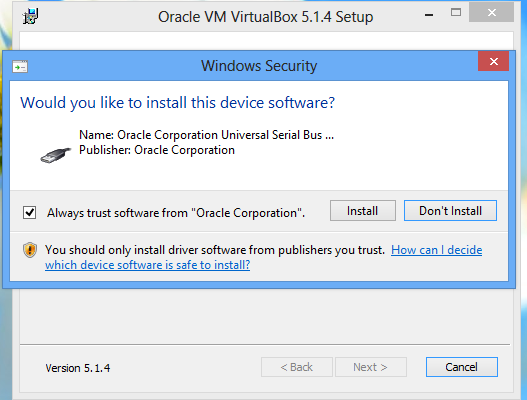 Oracle VM VirtualBox 5.1.4 Setup
Windows Security
Would you like to install this device software?
Name: Oracle Corporation Universal Serial Bus ...
Publisher: Oracle Corporation
Always trust software from "Oracle Corporation".
Install
Don't Install
You should only install driver software from publishers you trust. How can I decide
which device software is safe to install?
Version 5.1.4
< Back
Next >
Cancel